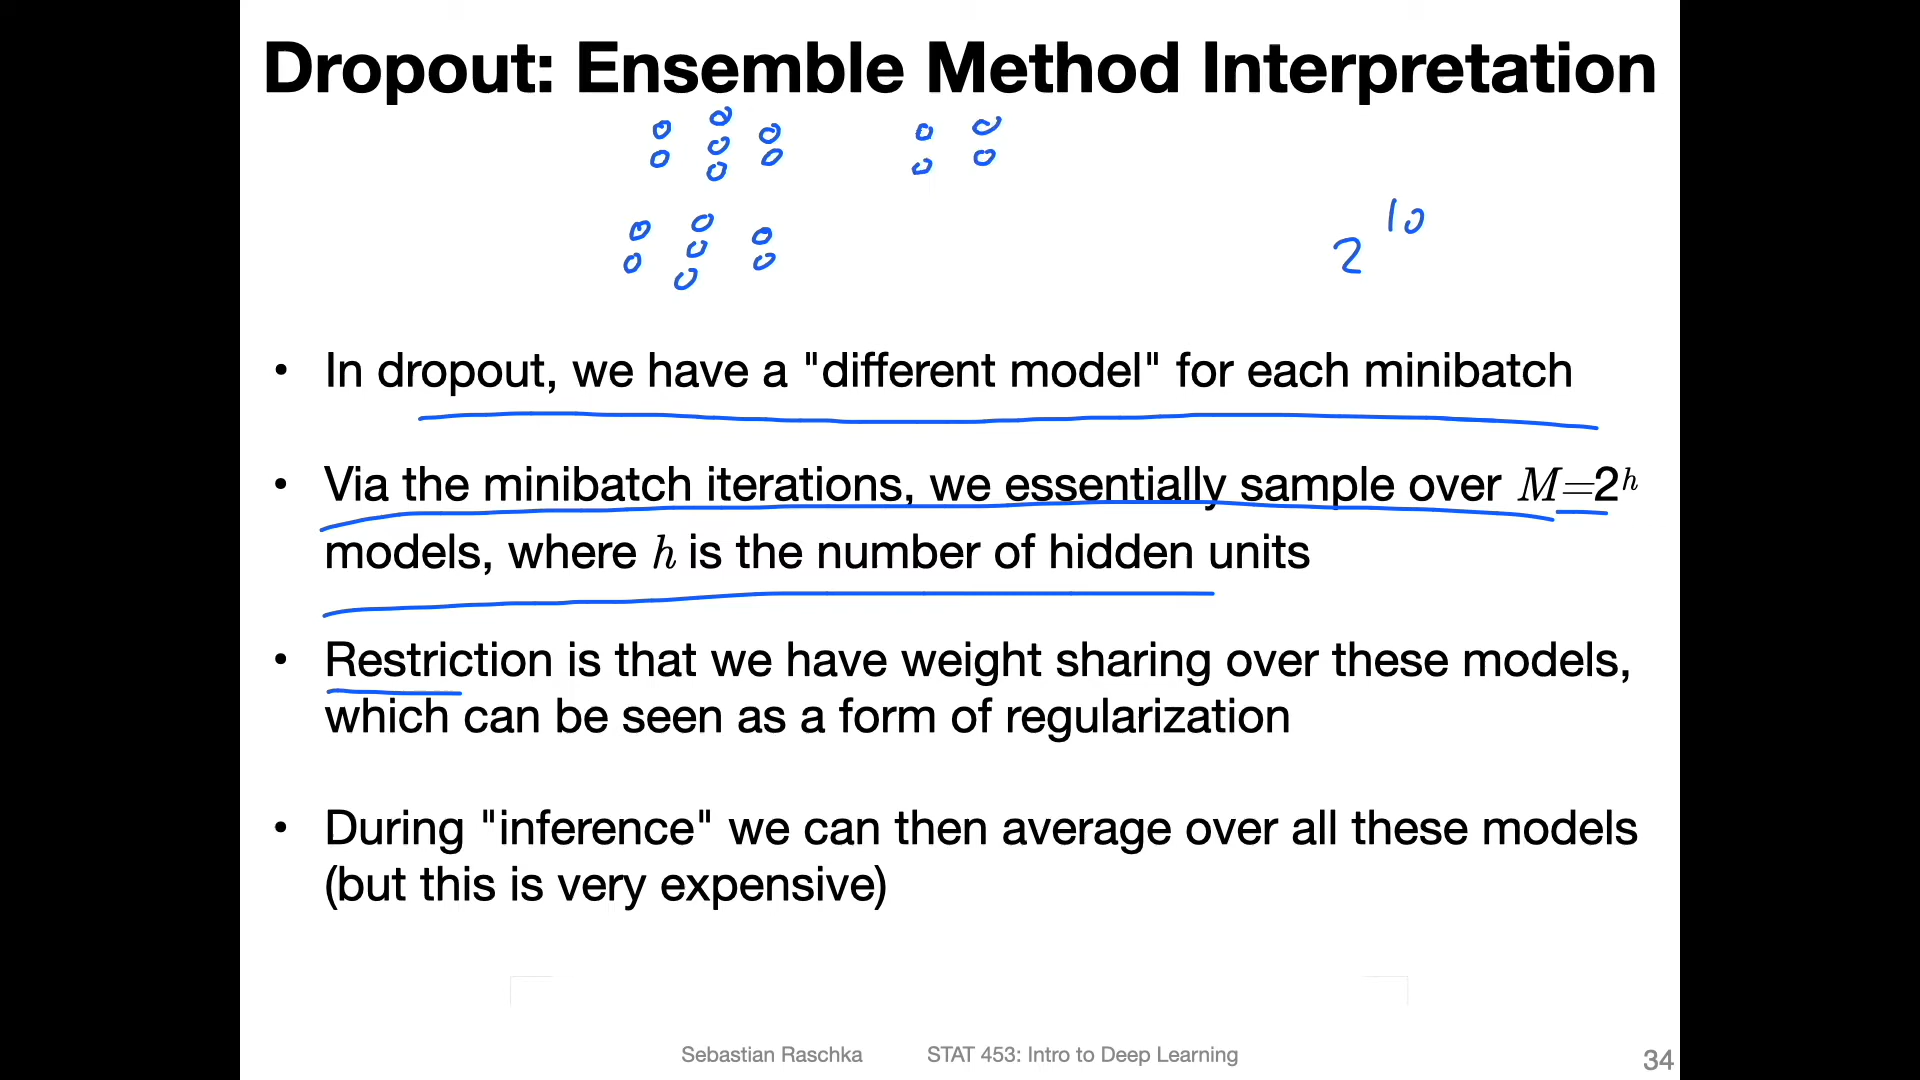 Dropout: Ensemble Method Interpretation
2^10
• In dropout, we have a "different model" for each minibatch
• Via the minibatch iterations, we essentially sample over M=2^h
models, where h is the number of hidden units
• Restriction is that we have weight sharing over these models,
which can be seen as a form of regularization
• During "inference" we can then average over all these models
(but this is very expensive)
Sebastian Raschka STAT 453: Intro to Deep Learning 34